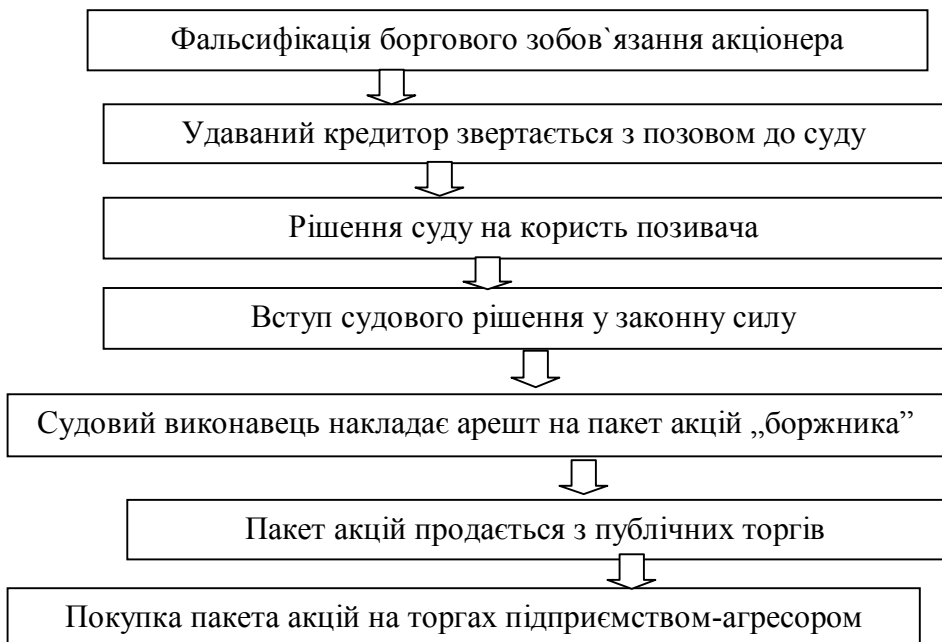 Фальсифікація боргового зобов`язання акціонера
Удаваний кредитор звертається з позовом до суду
Рішення суду на користь позивача
Вступ судового рішення у законну силу
Судовий виконавець накладає арешт на пакет акцій „боржника”
Пакет акцій продається з публічних торгів
Покупка пакета акцій на торгах підприємством-агресором